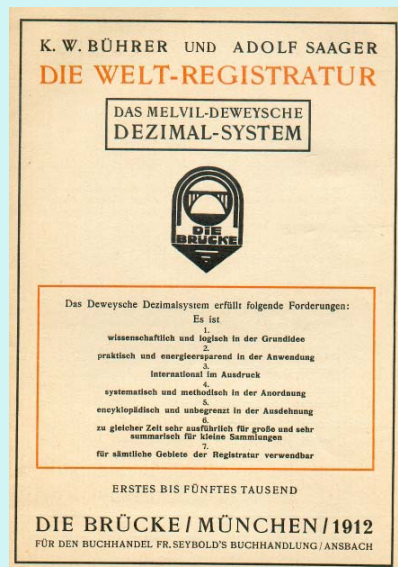 K. W. BÜHRER UND ADOLF SAAGER
DIE WELT-REGISTRATUR
DAS MELVIL-DEWEYSCHE
DEZIMAL-SYSTEM
DIE
BRÜCKE
Das Deweysche Dezimalsystem erfüllt folgende Forderungen:
Es ist
1.
wissenschaftlich und logisch in der Grundidee
2.
praktisch und energiesparend in der Anwendung
3.
international im Ausdruck
4.
systematisch und methodisch in der Anordnung
5.
encyklopädisch und unbegrenzt in der Ausdehnung
6.
zu gleicher Zeit sehr ausführlich für große und sehr
summarisch für kleine Sammlungen
7.
für sämtliche Gebiete der Registratur verwendbar
ERSTES BIS FÜNFTES TAUSEND
DIE BRÜCKE / MÜNCHEN / 1912
FÜR DEN BUCHHANDEL FR. SEYBOLD'S BUCHHANDLUNG / ANSBACH